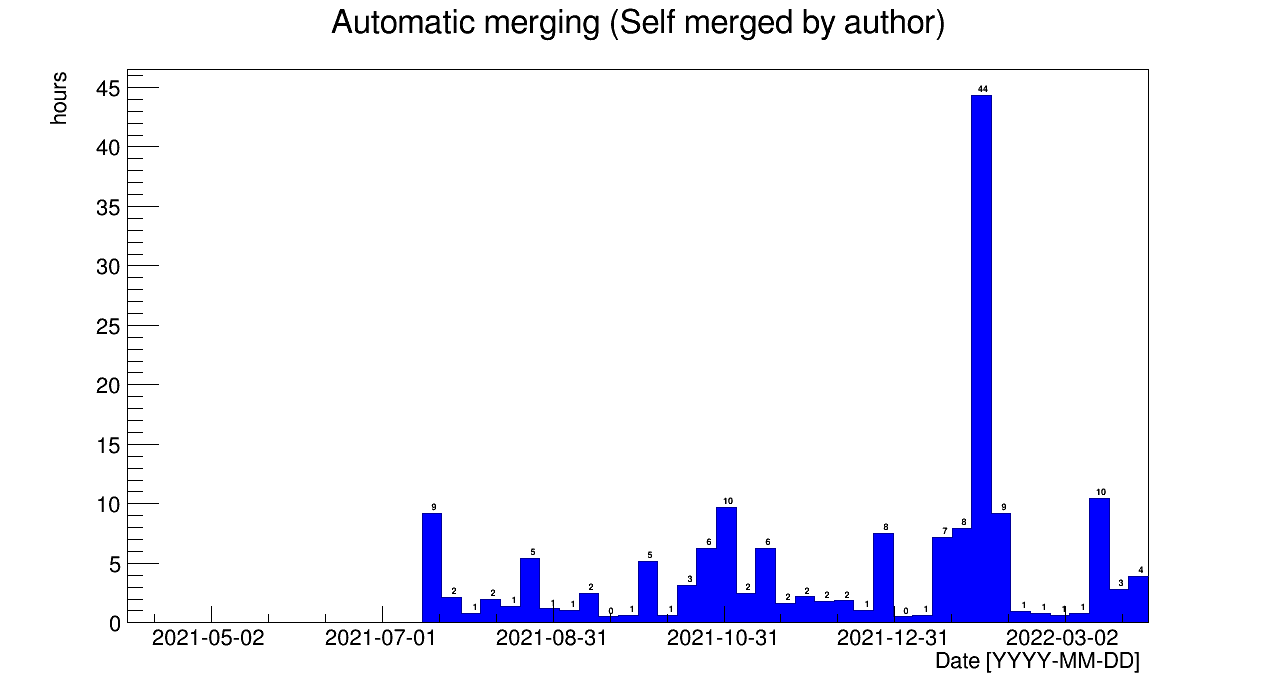 Automatic merging (Self merged by author)
hours
45
40
35
30
25
20
15
10
5
0
44
9 2 1 2 1 5 1 1 2 0 1 5 1 3 6 10 2 6 2 2 2 2 1 8 0 1 7 8 9 1 1 1 1 10 3 4
2021-05-02 2021-07-01 2021-08-31 2021-10-31 2021-12-31 2022-03-02
Date [YYYY-MM-DD]